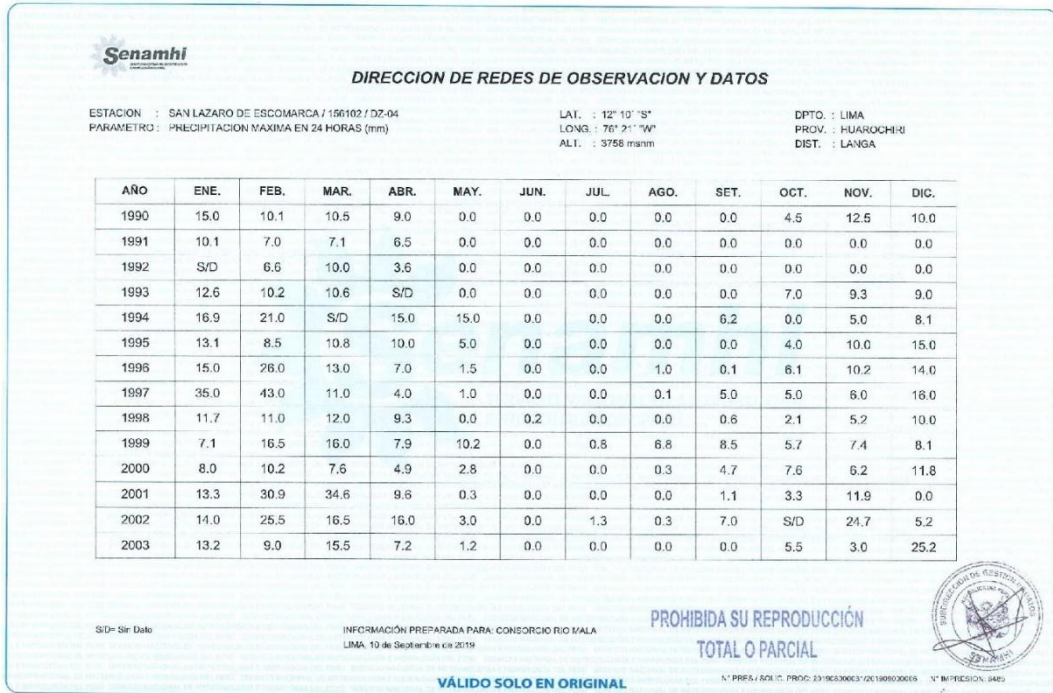 Senamhi
DIRECCION DE REDES DE OBSERVACION Y DATOS
ESTACION : SAN LAZARO DE ESCOMARCA / 156102 / DZ-04
PARAMETRO : PRECIPITACION MAXIMA EN 24 HORAS (mm)
LAT. : 12° 10' "S"
LONG. : 76° 21' "W"
ALT. : 3758 msnm
DPTO. : LIMA
PROV. : HUAROCHIRI
DIST. : LANGA
AÑO ENE. FEB. MAR. ABR. MAY. JUN. JUL. AGO. SET. OCT. NOV. DIC.
1990 15.0 10.1 10.5 9.0 0.0 0.0 0.0 0.0 0.0 4.5 12.5 10.0
1991 10.1 7.0 7.1 6.5 0.0 0.0 0.0 0.0 0.0 0.0 0.0 0.0
1992 S/D 6.6 10.0 3.6 0.0 0.0 0.0 0.0 0.0 0.0 0.0 0.0
1993 12.6 10.2 10.6 S/D 0.0 0.0 0.0 0.0 0.0 7.0 9.3 9.0
1994 16.9 21.0 S/D 15.0 15.0 0.0 0.0 0.0 6.2 0.0 5.0 8.1
1995 13.1 8.5 10.8 10.0 5.0 0.0 0.0 0.0 0.0 4.0 10.0 15.0
1996 15.0 26.0 13.0 7.0 1.5 0.0 0.0 1.0 0.1 6.1 10.2 14.0
1997 35.0 43.0 11.0 4.0 1.0 0.0 0.0 0.1 5.0 5.0 6.0 16.0
1998 11.7 11.0 12.0 9.3 0.0 0.2 0.0 0.0 0.6 2.1 5.2 10.0
1999 7.1 16.5 16.0 7.9 10.2 0.0 0.8 6.8 8.5 5.7 7.4 8.1
2000 8.0 10.2 7.6 4.9 2.8 0.0 0.0 0.3 4.7 7.6 6.2 11.8
2001 13.3 30.9 34.6 9.6 0.3 0.0 0.0 0.0 1.1 3.3 11.9 0.0
2002 14.0 25.5 16.5 16.0 3.0 0.0 1.3 0.3 7.0 S/D 24.7 5.2
2003 13.2 9.0 15.5 7.2 1.2 0.0 0.0 0.0 0.0 5.5 3.0 25.2
S/D= Sin Dato
INFORMACIÓN PREPARADA PARA: CONSORCIO RIO MALA
LIMA, 10 de Septiembre de 2019
PROHIBIDA SU REPRODUCCIÓN
TOTAL O PARCIAL
VÁLIDO SOLO EN ORIGINAL
N° PRES / SOLIC. PROC:
N° IMPRESION: